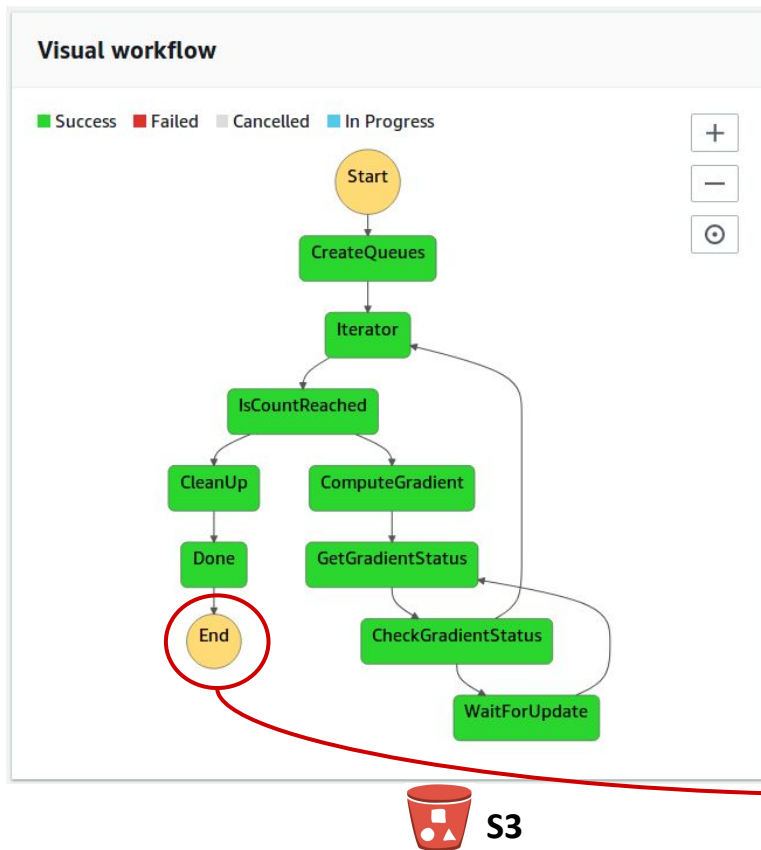 Visual workflow
Success Failed Cancelled In Progress
Start
CreateQueues
Iterator
IsCountReached
CleanUp ComputeGradient
Done GetGradientStatus
End CheckGradientStatus
WaitForUpdate
S3